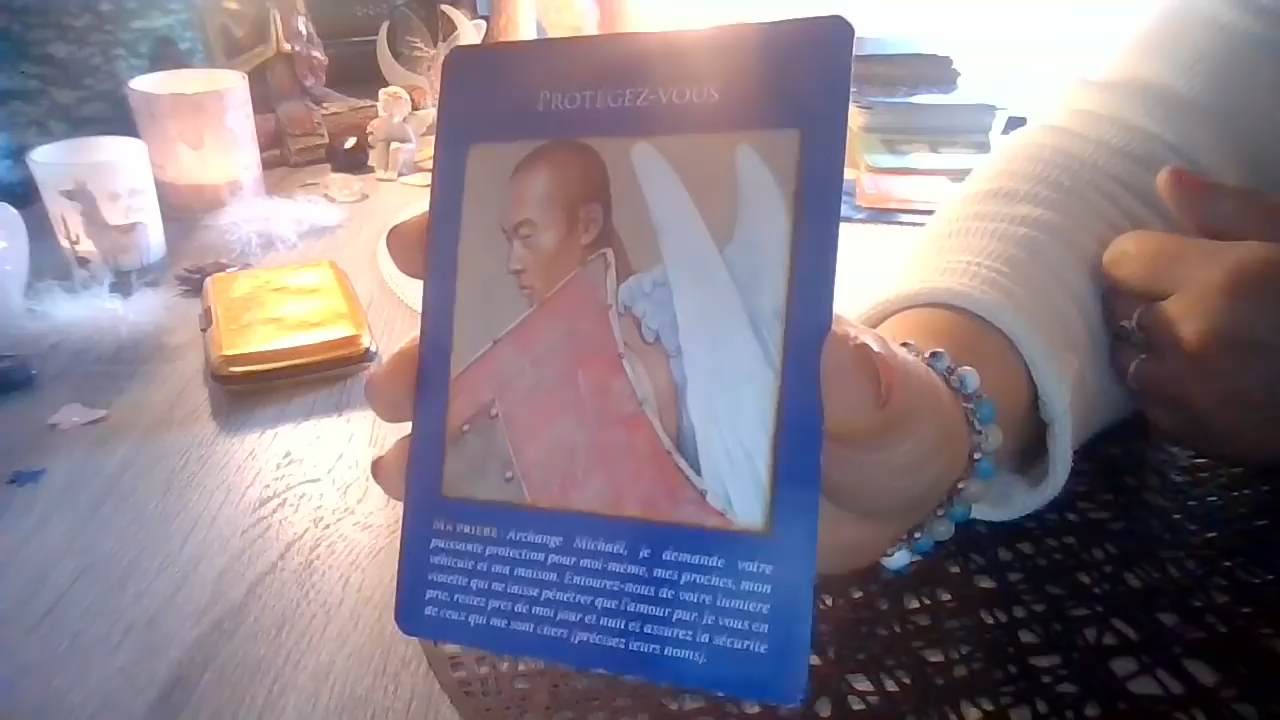 PROTÉGEZ-VOUS
MA PRIÈRE Archange Michaël, je demande votre
puissante protection pour moi-même, mes proches, mon
véhicule et ma maison. Entourez-nous de votre lumière
violette qui ne laisse pénétrer que l'amour pur. Je vous en
prie, restez près de moi jour et nuit et assurez la sécurité
de ceux qui me sont chers (précisez leurs noms).